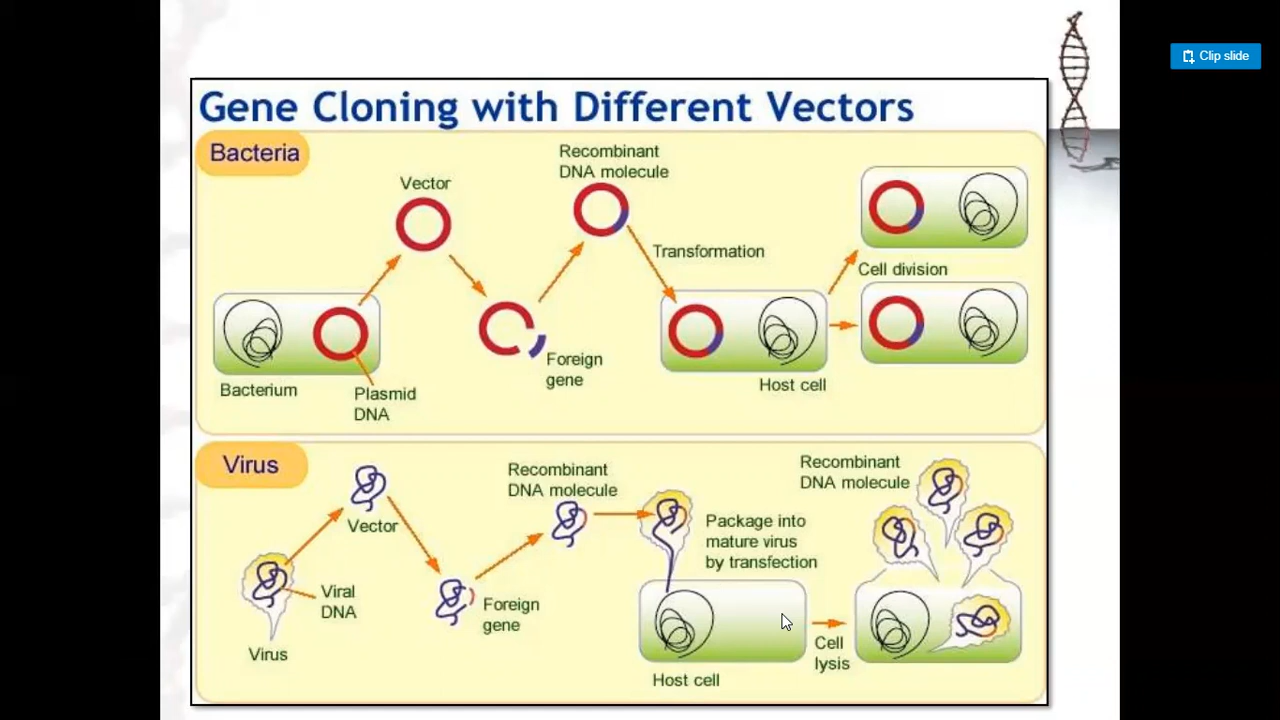 Clip slide
Gene Cloning with Different Vectors
Bacteria
Vector
Recombinant
DNA molecule
Transformation
Cell division
Foreign
gene
Bacterium
Plasmid
DNA
Host cell
Virus
Vector
Recombinant
DNA molecule
Package into
mature virus
by transfection
Recombinant
DNA molecule
Viral
DNA
Foreign
gene
Virus
Cell
lysis
Host cell